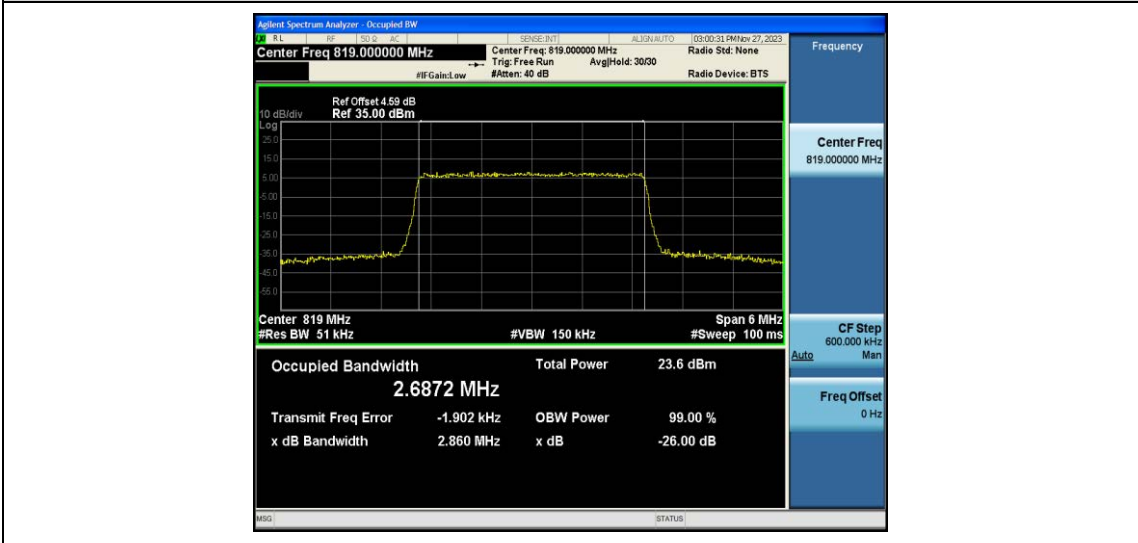 Agilent Spectrum Analyzer - Occupied BW
RL RF 50 Ω AC SENSE:INT ALIGN AUTO 03:00:31 PM Nov 27, 2023
Center Freq 819.000000 MHz
Center Freq: 819.000000 MHz Radio Std: None
Trig: Free Run Avg|Hold: 30/30
#IFGain:Low #Atten: 40 dB Radio Device: BTS
Frequency
Ref Offset 4.59 dB
10 dB/div Ref 35.00 dBm
Log
25.0
15.0
5.00
-5.00
-15.0
-25.0
-35.0
-45.0
-55.0
Center 819 MHz Span 6 MHz
#Res BW 51 kHz #VBW 150 kHz #Sweep 100 ms
Occupied Bandwidth Total Power 23.6 dBm
2.6872 MHz
Transmit Freq Error -1.902 kHz OBW Power 99.00 %
x dB Bandwidth 2.860 MHz x dB -26.00 dB
Center Freq
819.000000 MHz
CF Step
600.000 kHz
Auto Man
Freq Offset
0 Hz
MSG STATUS